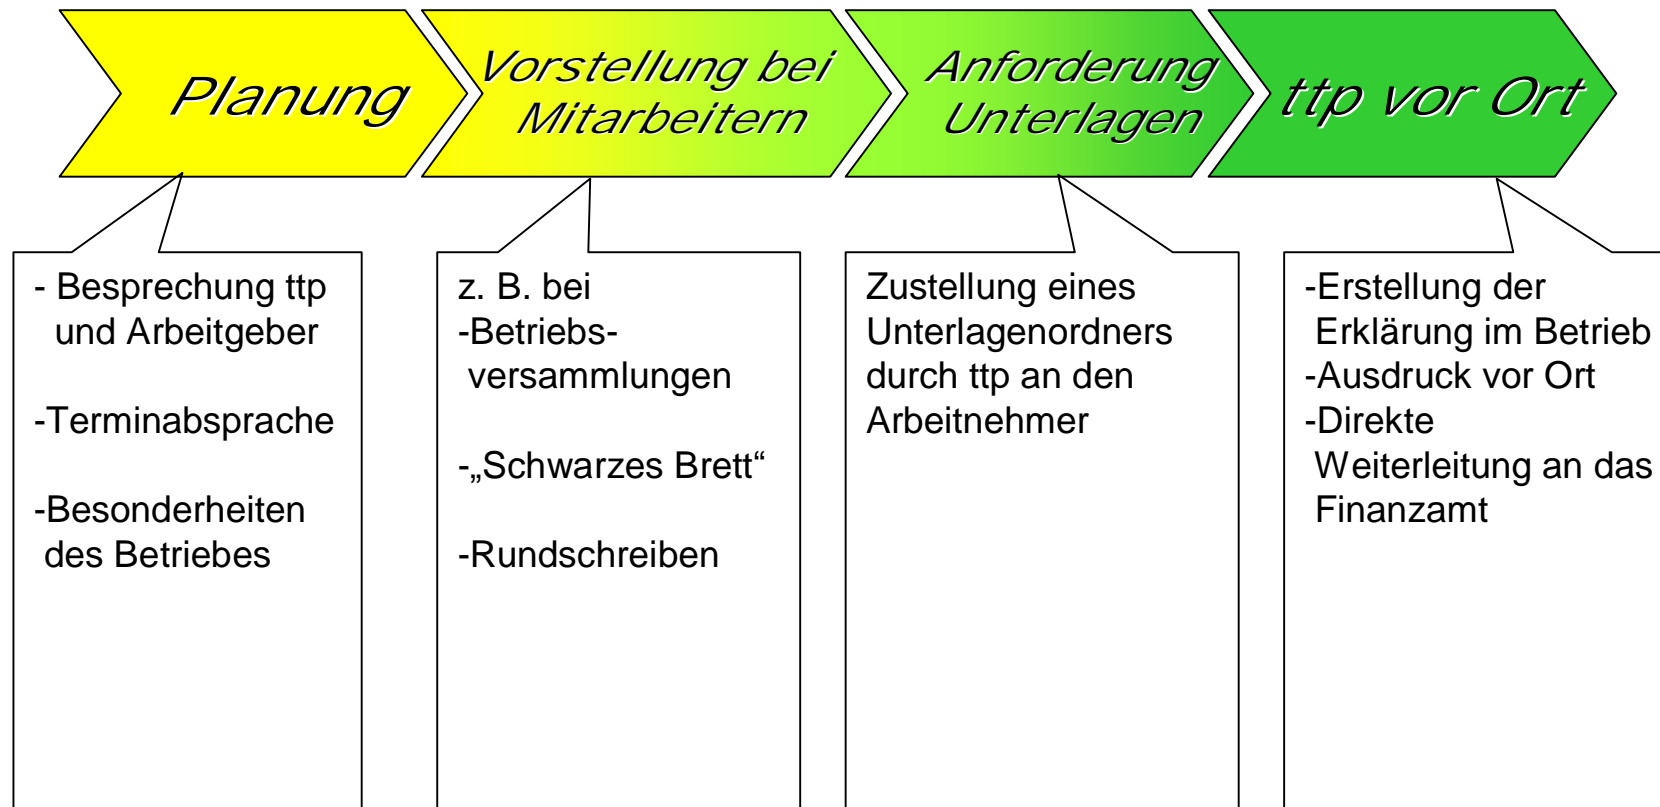 Planung
Vorstellung bei
Mitarbeitern
Anforderung
Unterlagen
ttp vor Ort
- Besprechung ttp
und Arbeitgeber
-Terminabsprache
-Besonderheiten
des Betriebes
z. B. bei
-Betriebs-
versammlungen
-„Schwarzes Brett“
-Rundschreiben
Zustellung eines
Unterlagenordners
durch ttp an den
Arbeitnehmer
-Erstellung der
Erklärung im Betrieb
-Ausdruck vor Ort
-Direkte
Weiterleitung an das
Finanzamt